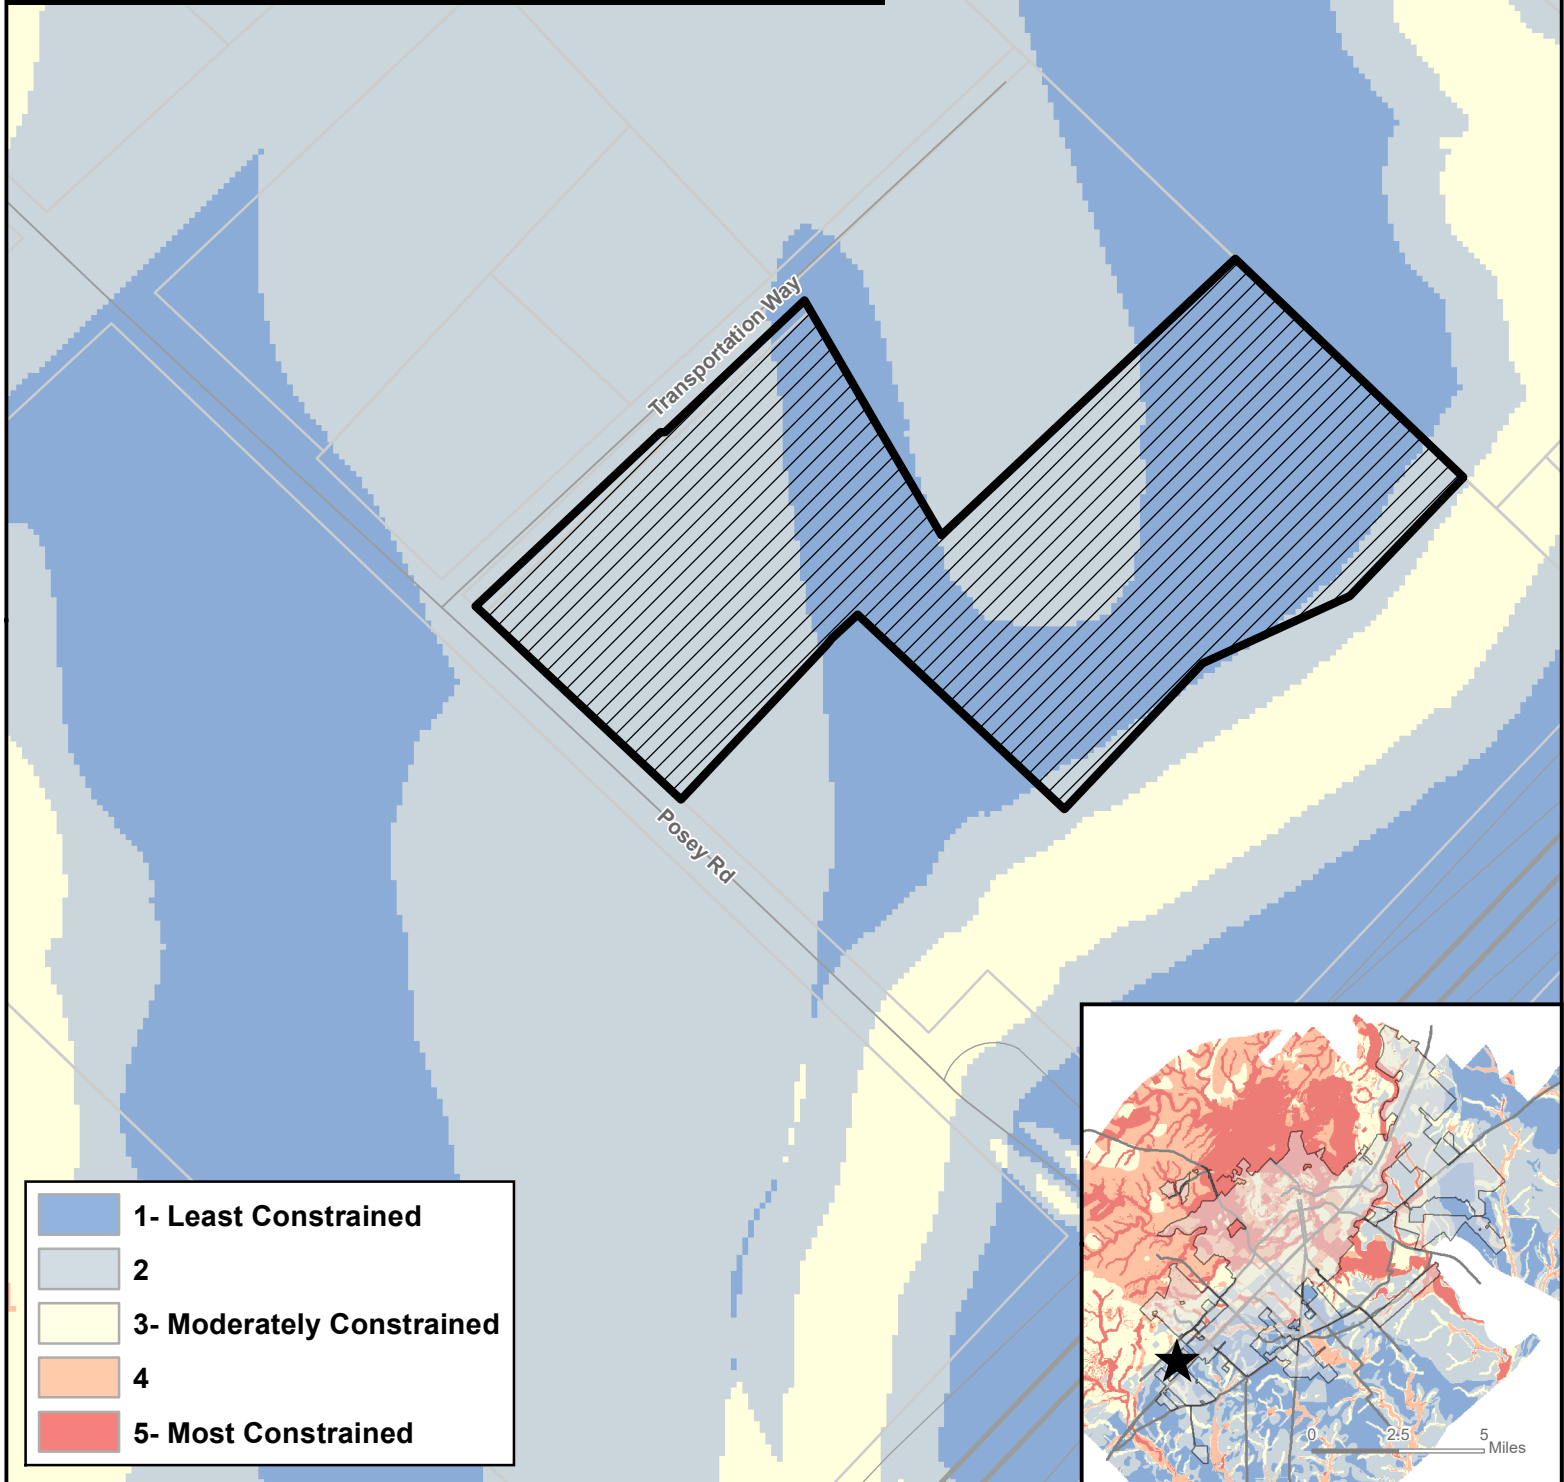 Transportation Way
Posey Rd
1- Least Constrained
2
3- Moderately Constrained
4
5- Most Constrained
0 2.5 5
Miles